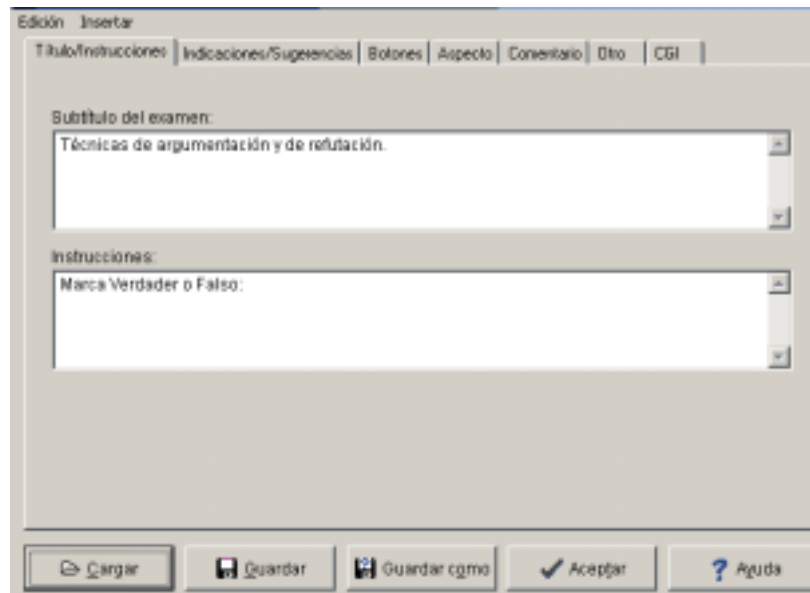 Edición Insertar
Título/Instrucciones Indicaciones/Sugerencias Botones Aspecto Comentario Otro CGI
Subtítulo del examen:
Técnicas de argumentación y de refutación.
Instrucciones:
Marca Verdader o Falso:
Cargar Guardar Guardar como Aceptar Ayuda